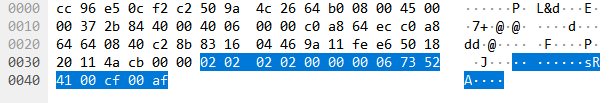 0000 cc 96 e5 0c f2 c2 50 9a 4c 26 64 b0 08 00 45 00 ······P· L&d···E·
0010 00 37 2b 84 40 00 40 06 00 00 c0 a8 64 ec c0 a8 ·7+·@·@· ····d···
0020 64 64 08 40 c2 8b 83 16 04 46 9a 11 fe e6 50 18 dd·@···· ·F····P·
0030 20 11 4a cb 00 00 02 02 02 02 00 00 00 06 73 52 ·J····· ······sR
0040 41 00 cf 00 af A····